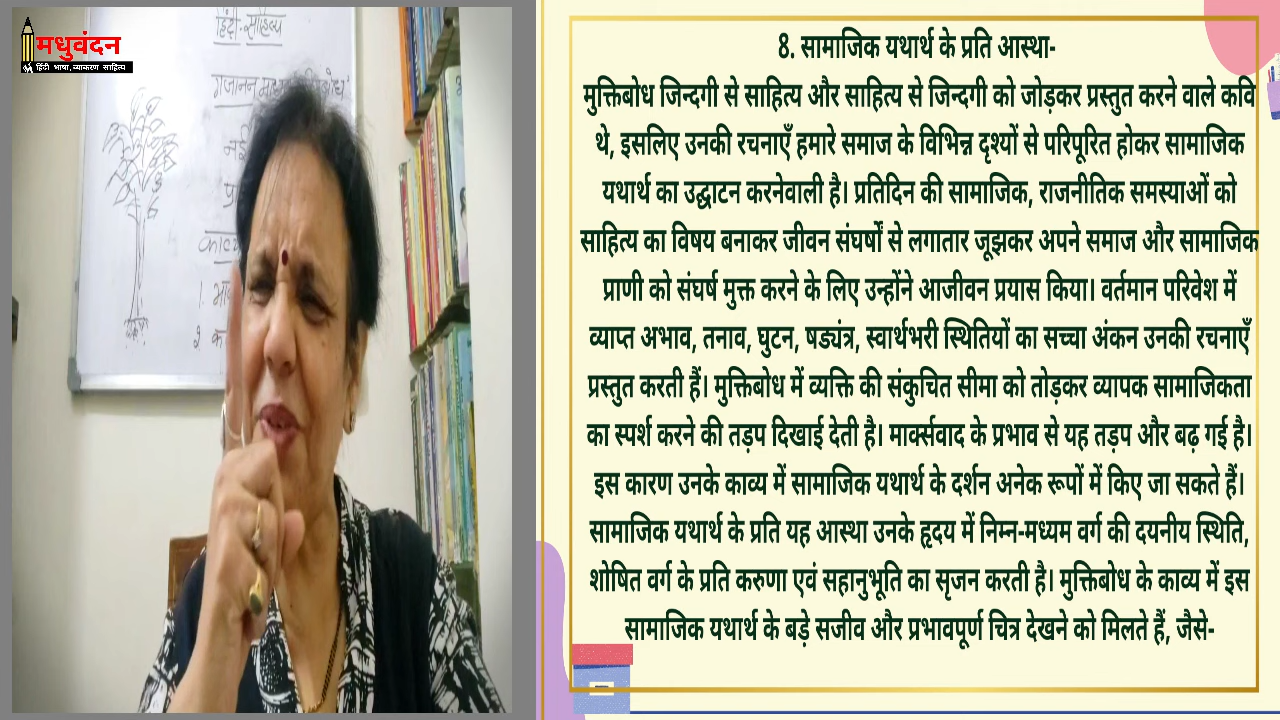 मधुवंदन
हिंदी भाषा, व्याकरण साहित्य
हिंदी-साहित्य
गजानन
8. सामाजिक यथार्थ के प्रति आस्था-
मुक्तिबोध जिन्दगी से साहित्य और साहित्य से जिन्दगी को जोड़कर प्रस्तुत करने वाले कवि
थे, इसलिए उनकी रचनाएँ हमारे समाज के विभिन्न दृश्यों से परिपूरित होकर सामाजिक
यथार्थ का उद्घाटन करनेवाली है। प्रतिदिन की सामाजिक, राजनीतिक समस्याओं को
साहित्य का विषय बनाकर जीवन संघर्षों से लगातार जूझकर अपने समाज और सामाजिक
प्राणी को संघर्ष मुक्त करने के लिए उन्होंने आजीवन प्रयास किया। वर्तमान परिवेश में
व्याप्त अभाव, तनाव, घुटन, षड्यंत्र, स्वार्थभरी स्थितियों का सच्चा अंकन उनकी रचनाएँ
प्रस्तुत करती हैं। मुक्तिबोध में व्यक्ति की संकुचित सीमा को तोड़कर व्यापक सामाजिकता
का स्पर्श करने की तड़प दिखाई देती है। मार्क्सवाद के प्रभाव से यह तड़प और बढ़ गई है।
इस कारण उनके काव्य में सामाजिक यथार्थ के दर्शन अनेक रूपों में किए जा सकते हैं।
सामाजिक यथार्थ के प्रति यह आस्था उनके हृदय में निम्न-मध्यम वर्ग की दयनीय स्थिति,
शोषित वर्ग के प्रति करुणा एवं सहानुभूति का सृजन करती है। मुक्तिबोध के काव्य में इस
सामाजिक यथार्थ के बड़े सजीव और प्रभावपूर्ण चित्र देखने को मिलते हैं, जैसे-